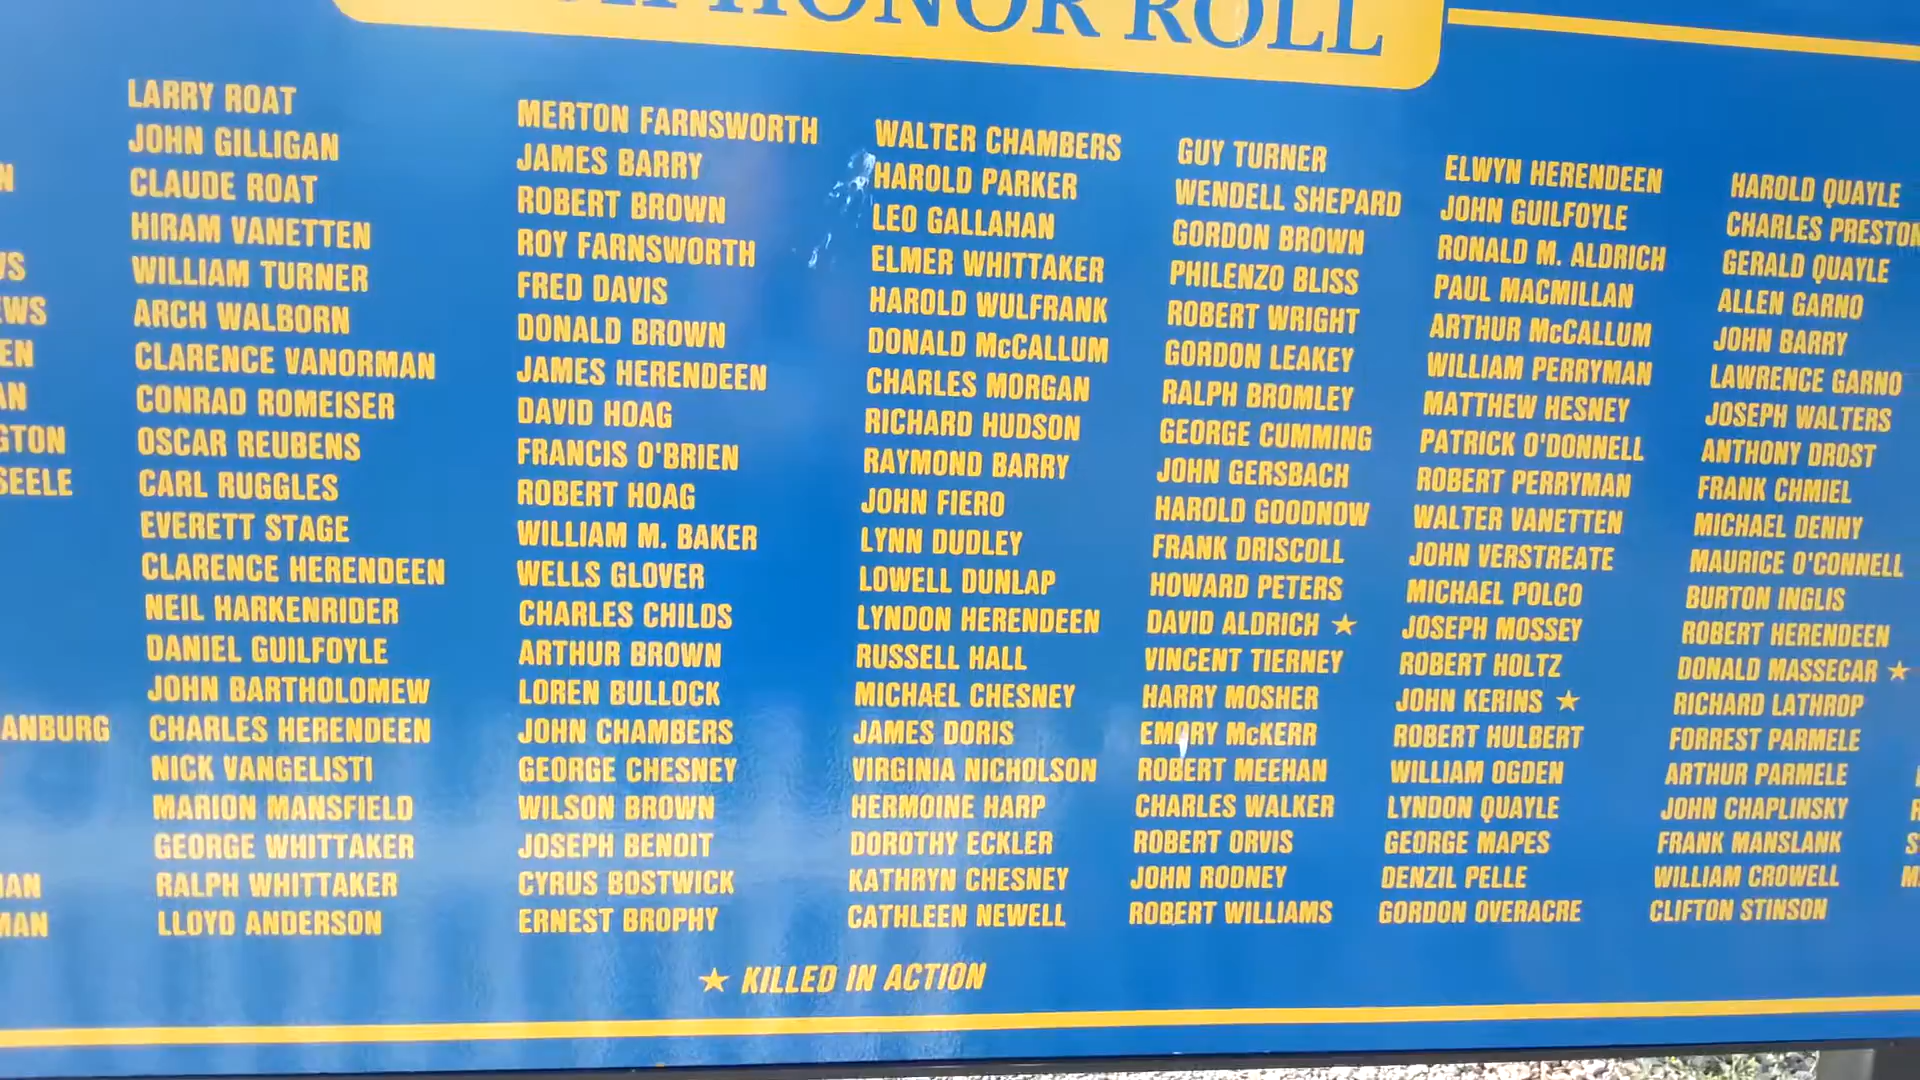 HONOR ROLL
LARRY ROAT
JOHN GILLIGAN
CLAUDE ROAT
HIRAM VANETTEN
WILLIAM TURNER
ARCH WALBORN
CLARENCE VANORMAN
CONRAD ROMEISER
OSCAR REUBENS
CARL RUGGLES
EVERETT STAGE
CLARENCE HERENDEEN
NEIL HARKENRIDER
DANIEL GUILFOYLE
JOHN BARTHOLOMEW
CHARLES HERENDEEN
NICK VANGELISTI
MARION MANSFIELD
GEORGE WHITTAKER
RALPH WHITTAKER
LLOYD ANDERSON
MERTON FARNSWORTH
JAMES BARRY
ROBERT BROWN
ROY FARNSWORTH
FRED DAVIS
DONALD BROWN
JAMES HERENDEEN
DAVID HOAG
FRANCIS O'BRIEN
ROBERT HOAG
WILLIAM M. BAKER
WELLS GLOVER
CHARLES CHILDS
ARTHUR BROWN
LOREN BULLOCK
JOHN CHAMBERS
GEORGE CHESNEY
WILSON BROWN
JOSEPH BENOIT
CYRUS BOSTWICK
ERNEST BROPHY
WALTER CHAMBERS
HAROLD PARKER
LEO GALLAHAN
ELMER WHITTAKER
HAROLD WULFRANK
DONALD McCALLUM
CHARLES MORGAN
RICHARD HUDSON
RAYMOND BARRY
JOHN FIERO
LYNN DUDLEY
LOWELL DUNLAP
LYNDON HERENDEEN
RUSSELL HALL
MICHAEL CHESNEY
JAMES DORIS
VIRGINIA NICHOLSON
HERMOINE HARP
DOROTHY ECKLER
KATHRYN CHESNEY
CATHLEEN NEWELL
GUY TURNER
WENDELL SHEPARD
GORDON BROWN
PHILENZO BLISS
ROBERT WRIGHT
GORDON LEAKEY
RALPH BROMLEY
GEORGE CUMMING
JOHN GERSBACH
HAROLD GOODNOW
FRANK DRISCOLL
HOWARD PETERS
DAVID ALDRICH ★
VINCENT TIERNEY
HARRY MOSHER
EMORY McKERR
ROBERT MEEHAN
CHARLES WALKER
ROBERT ORVIS
JOHN RODNEY
ROBERT WILLIAMS
ELWYN HERENDEEN
JOHN GUILFOYLE
RONALD M. ALDRICH
PAUL MACMILLAN
ARTHUR McCALLUM
WILLIAM PERRYMAN
MATTHEW HESNEY
PATRICK O'DONNELL
ROBERT PERRYMAN
WALTER VANETTEN
JOHN VERSTREATE
MICHAEL POLCO
JOSEPH MOSSEY
ROBERT HOLTZ
JOHN KERINS ★
ROBERT HULBERT
WILLIAM OGDEN
LYNDON QUAYLE
GEORGE MAPES
DENZIL PELLE
GORDON OVERACRE
HAROLD QUAYLE
CHARLES PRESTON
GERALD QUAYLE
ALLEN GARNO
JOHN BARRY
LAWRENCE GARNO
JOSEPH WALTERS
ANTHONY DROST
FRANK CHMIEL
MICHAEL DENNY
MAURICE O'CONNELL
BURTON INGLIS
ROBERT HERENDEEN
DONALD MASSECAR ★
RICHARD LATHROP
FORREST PARMELE
ARTHUR PARMELE
JOHN CHAPLINSKY
FRANK MANSLANK
WILLIAM CROWELL
CLIFTON STINSON
★ KILLED IN ACTION